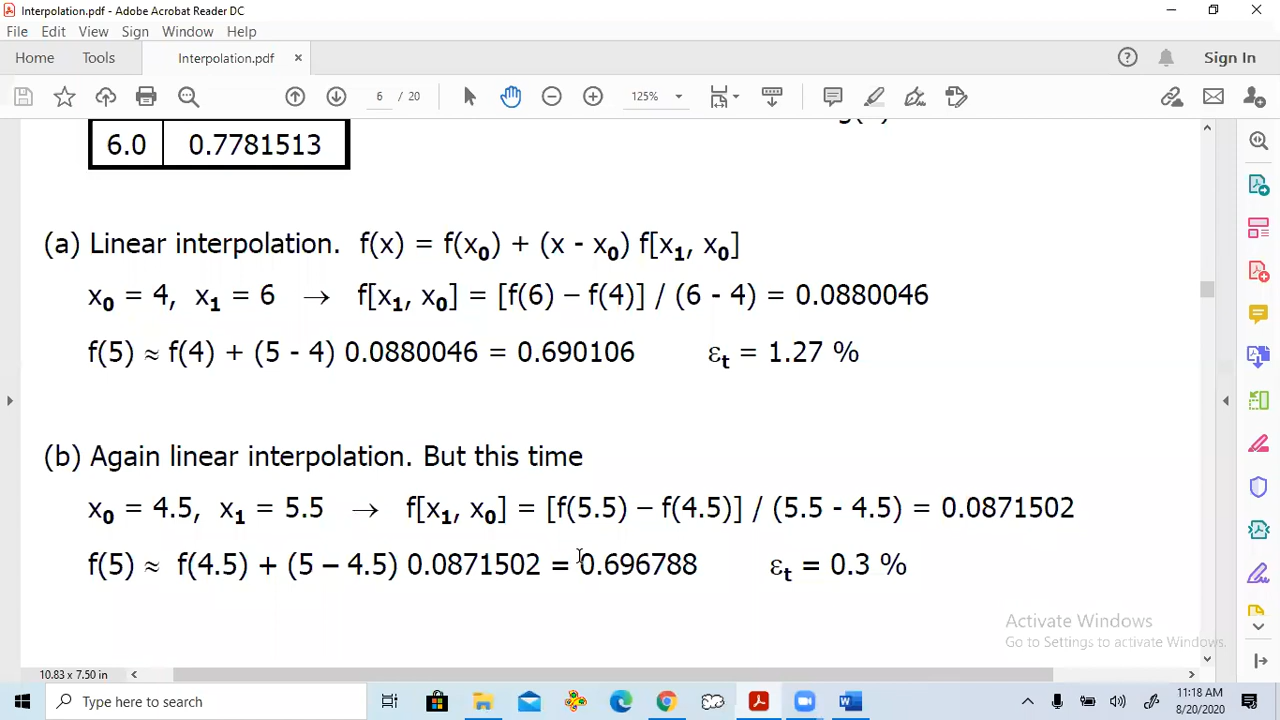 Interpolation.pdf - Adobe Acrobat Reader DC
File Edit View Sign Window Help
Home Tools Interpolation.pdf × Sign In
6 / 20 125%
6.0 0.7781513
(a) Linear interpolation. f(x) = f(x₀) + (x - x₀) f[x₁, x₀]
x₀ = 4, x₁ = 6 → f[x₁, x₀] = [f(6) – f(4)] / (6 - 4) = 0.0880046
f(5) ≈ f(4) + (5 - 4) 0.0880046 = 0.690106 εt = 1.27 %
(b) Again linear interpolation. But this time
x₀ = 4.5, x₁ = 5.5 → f[x₁, x₀] = [f(5.5) – f(4.5)] / (5.5 - 4.5) = 0.0871502
f(5) ≈ f(4.5) + (5 – 4.5) 0.0871502 = 0.696788 εt = 0.3 %
Activate Windows
Go to Settings to activate Windows.
10.83 x 7.50 in
Type here to search
11:18 AM
8/20/2020